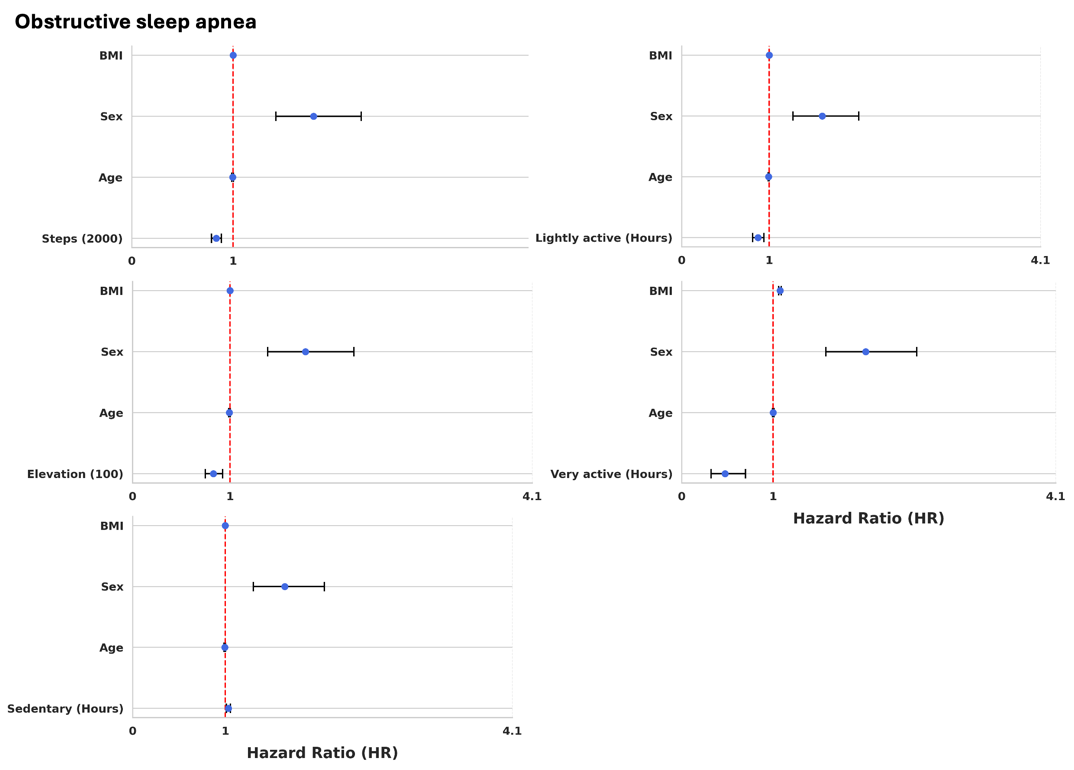 Obstructive sleep apnea
BMI
Sex
Age
Steps (2000)
0
1
BMI
Sex
Age
Lightly active (Hours)
0
1
4.1
BMI
Sex
Age
Elevation (100)
0
1
4.1
BMI
Sex
Age
Very active (Hours)
0
1
4.1
Hazard Ratio (HR)
BMI
Sex
Age
Sedentary (Hours)
0
1
4.1
Hazard Ratio (HR)